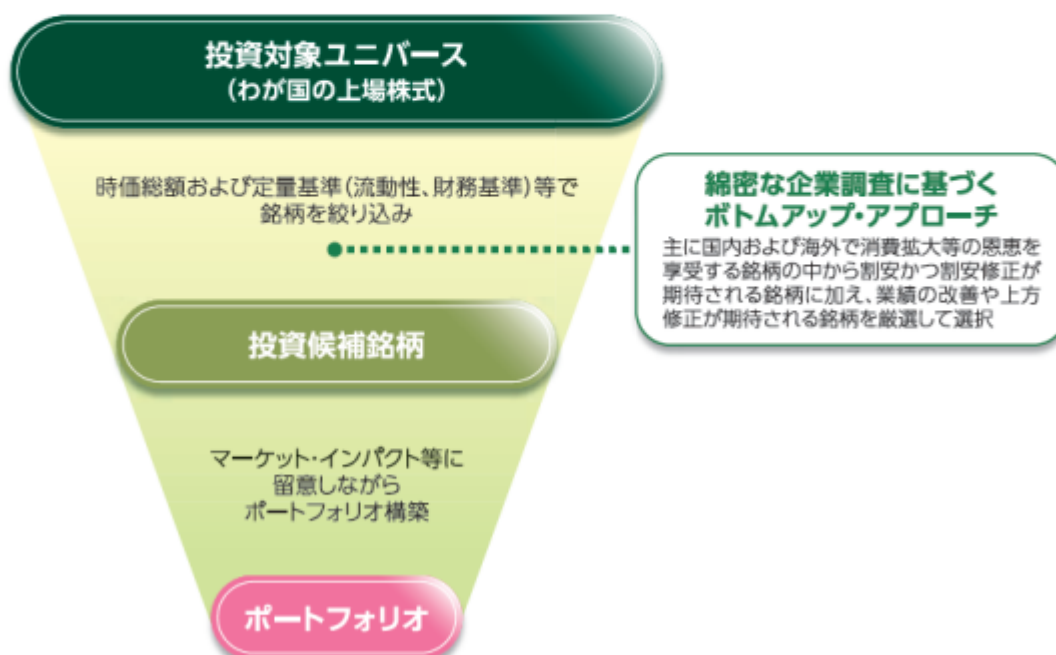 投資対象ユニバース
(わが国の上場株式)
時価総額および定量基準(流動性、財務基準)等で
銘柄を絞り込み
綿密な企業調査に基づく
ボトムアップ・アプローチ
主に国内および海外で消費拡大等の恩恵を
享受する銘柄の中から割安かつ割安修正が
期待される銘柄に加え、業績の改善や上方
修正が期待される銘柄を厳選して選択
投資候補銘柄
マーケット・インパクト等に
留意しながら
ポートフォリオ構築
ポートフォリオ